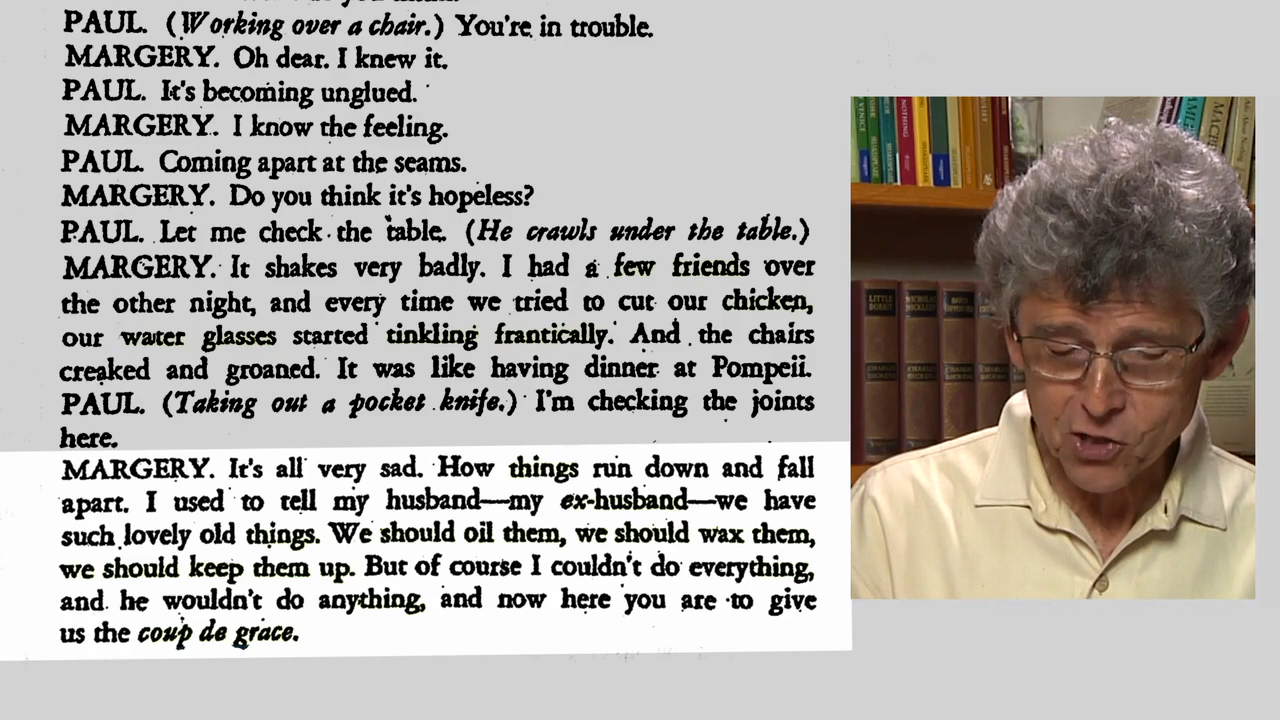 PAUL. (Working over a chair.) You're in trouble.
MARGERY. Oh dear. I knew it.
PAUL. It's becoming unglued.
MARGERY. I know the feeling.
PAUL. Coming apart at the seams.
MARGERY. Do you think it's hopeless?
PAUL. Let me check the table. (He crawls under the table.)
MARGERY. It shakes very badly. I had a few friends over
the other night, and every time we tried to cut our chicken,
our water glasses started tinkling frantically. And the chairs
creaked and groaned. It was like having dinner at Pompeii.
PAUL. (Taking out a pocket knife.) I'm checking the joints
here.
MARGERY. It's all very sad. How things run down and fall
apart. I used to tell my husband—my ex-husband—we have
such lovely old things. We should oil them, we should wax them,
we should keep them up. But of course I couldn't do everything,
and he wouldn't do anything, and now here you are to give
us the coup de grace.
NOTHING
LITTLE
DORRIT
NICHOLAS
NICKLEBY
CHARLES
DICKENS